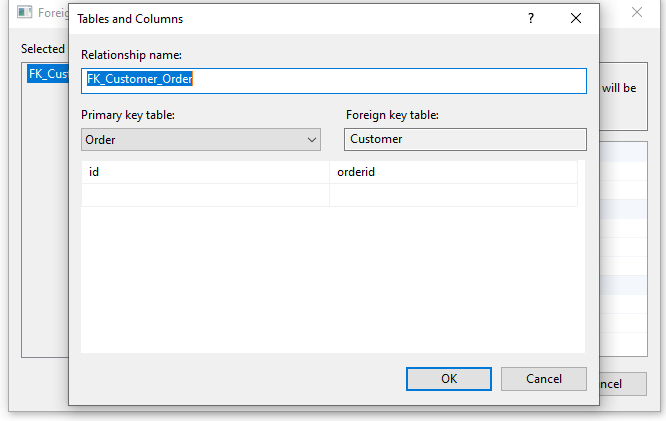 Foreig
Tables and Columns
?
Selected
Relationship name:
FK_Cust
FK_Customer_Order
will be
Primary key table:
Foreign key table:
Order
Customer
id
orderid
OK
Cancel
ncel